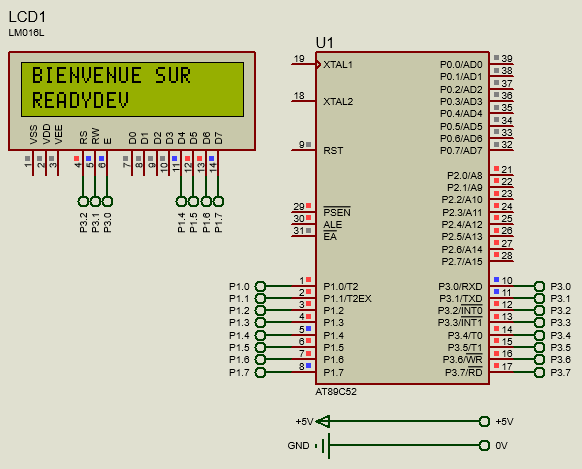 LCD1
LM016L
BIENVENUE SUR
READYDEV
VSS VDD VEE RS RW E D0 D1 D2 D3 D4 D5 D6 D7
1 2 3 4 5 6 7 8 9 10 11 12 13 14
P3.2 P3.1 P3.0 P1.4 P1.5 P1.6 P1.7
U1
19 XTAL1 P0.0/AD0 39
P0.1/AD1 38
P0.2/AD2 37
18 XTAL2 P0.3/AD3 36
P0.4/AD4 35
P0.5/AD5 34
P0.6/AD6 33
9 RST P0.7/AD7 32
P2.0/A8 21
P2.1/A9 22
P2.2/A10 23
29 PSEN P2.3/A11 24
30 ALE P2.4/A12 25
31 EA P2.5/A13 26
P2.6/A14 27
P2.7/A15 28
P1.0 1 P1.0/T2 P3.0/RXD 10 P3.0
P1.1 2 P1.1/T2EX P3.1/TXD 11 P3.1
P1.2 3 P1.2 P3.2/INT0 12 P3.2
P1.3 4 P1.3 P3.3/INT1 13 P3.3
P1.4 5 P1.4 P3.4/T0 14 P3.4
P1.5 6 P1.5 P3.5/T1 15 P3.5
P1.6 7 P1.6 P3.6/WR 16 P3.6
P1.7 8 P1.7 P3.7/RD 17 P3.7
AT89C52
+5V +5V
GND 0V